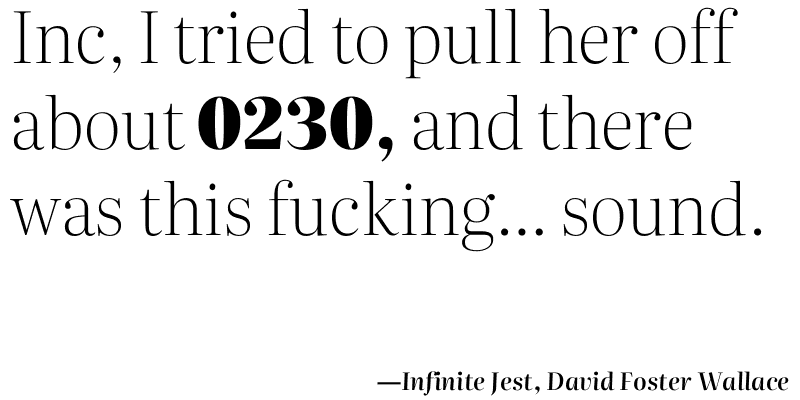 Inc, I tried to pull her off
about 0230, and there
was this fucking... sound.
—Infinite Jest, David Foster Wallace